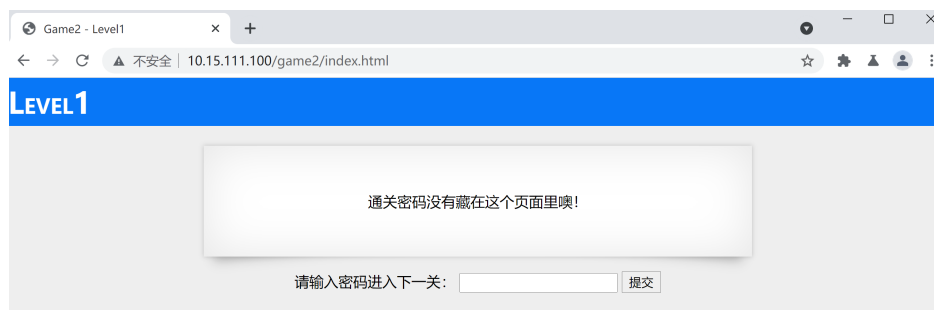 Game2 - Level1
不安全 10.15.111.100/game2/index.html
LEVEL1
通关密码没有藏在这个页面里噢！
请输入密码进入下一关： 提交